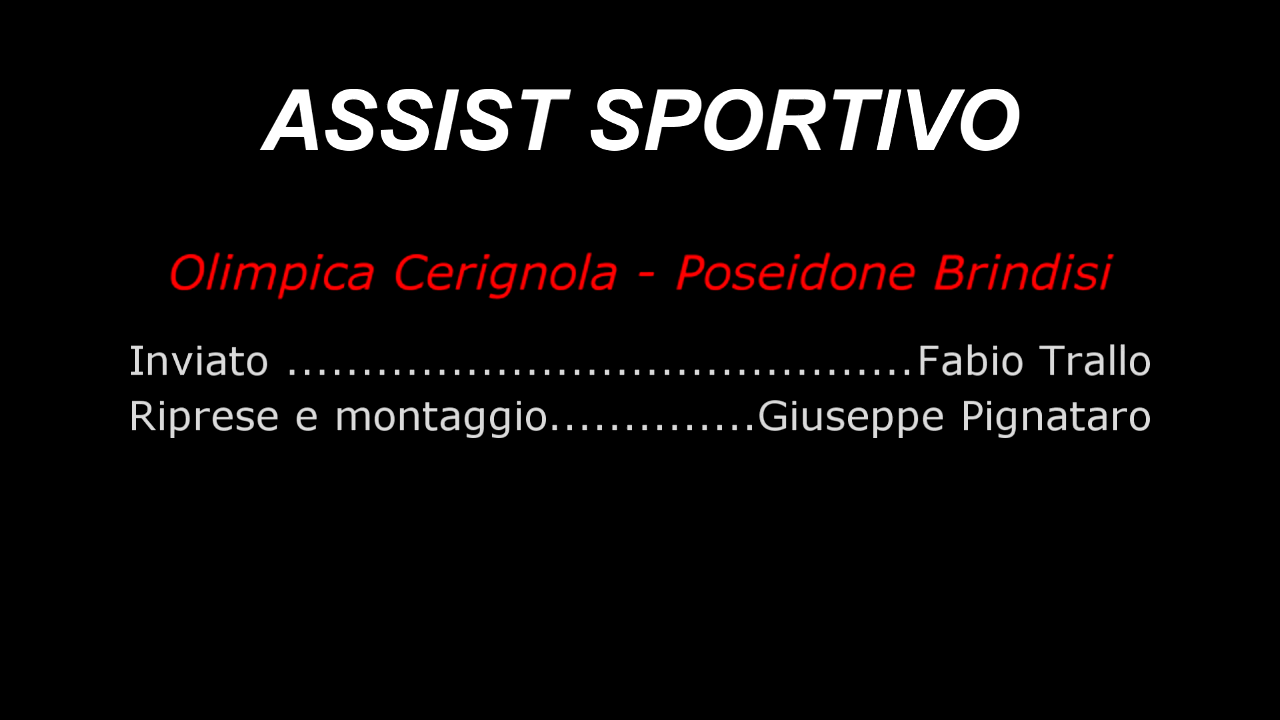 ASSIST SPORTIVO
Olimpica Cerignola - Poseidone Brindisi
Inviato ..........................................Fabio Trallo
Riprese e montaggio..............Giuseppe Pignataro